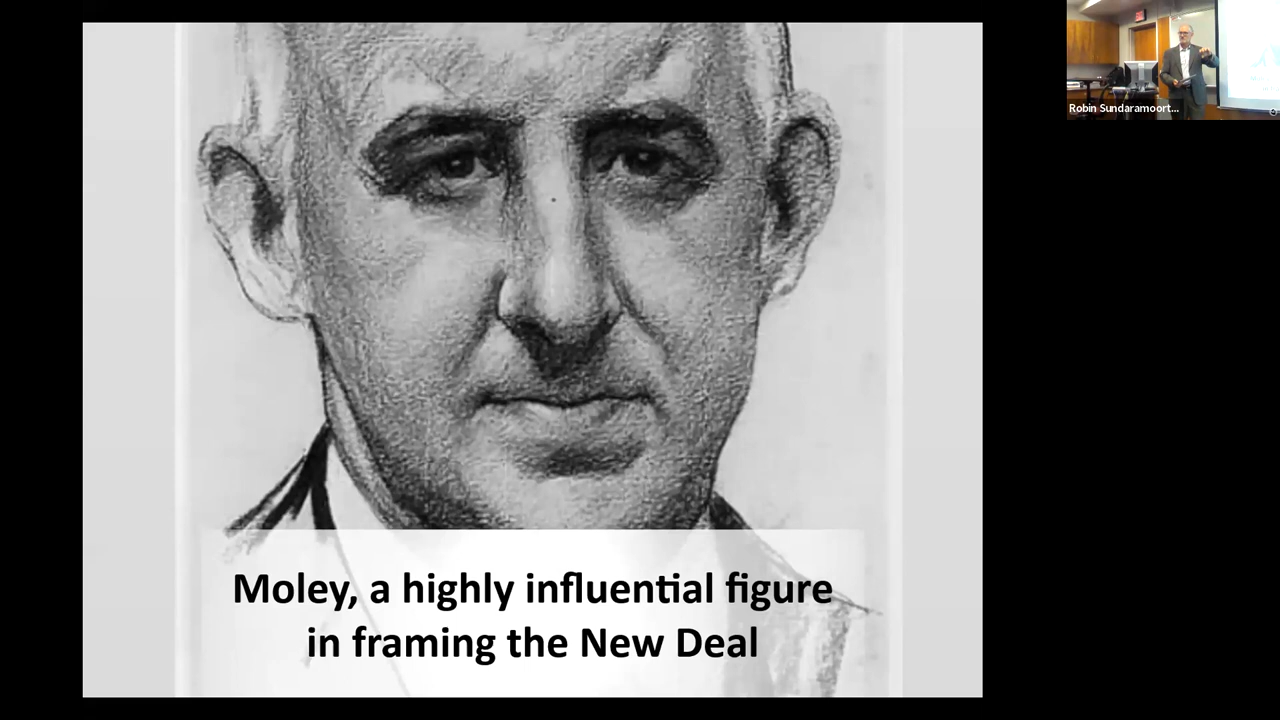 Moley, a highly influential figure
in framing the New Deal
Robin Sundaramoort...